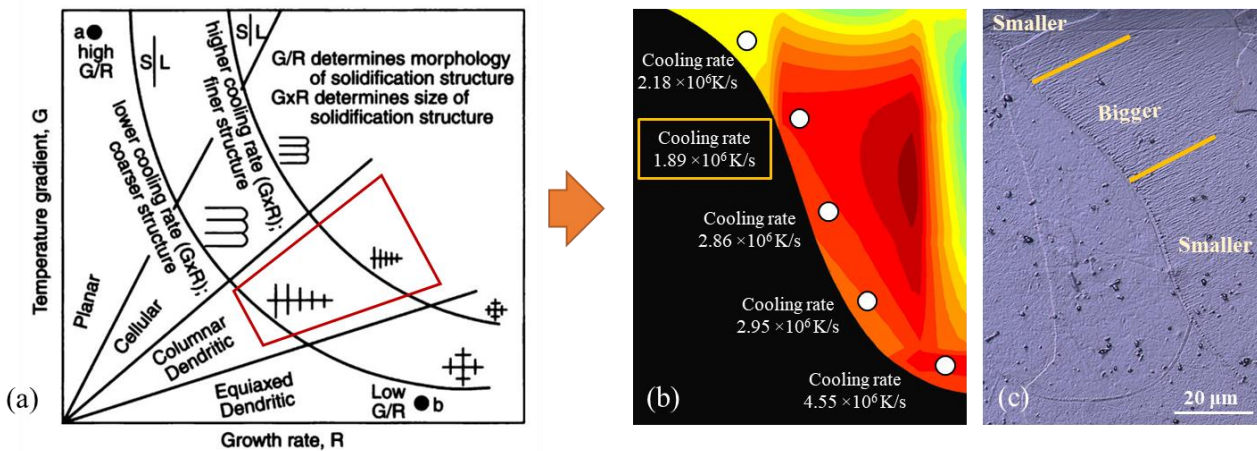 Temperature gradient, G
a
high
G/R
S|L
S|L
lower cooling rate (GxR);
coarser structure
higher cooling rate (GxR);
finer structure
G/R determines morphology
of solidification structure
GxR determines size of
solidification structure
Planar
Cellular
Columnar
Dendritic
Equiaxed
Dendritic
Low
G/R
b
Growth rate, R
(a)
Cooling rate
2.18 ×10⁶K/s
Cooling rate
1.89 ×10⁶K/s
Cooling rate
2.86 ×10⁶K/s
Cooling rate
2.95 ×10⁶K/s
Cooling rate
4.55 ×10⁶K/s
(b)
Smaller
Bigger
Smaller
(c)
20 μm